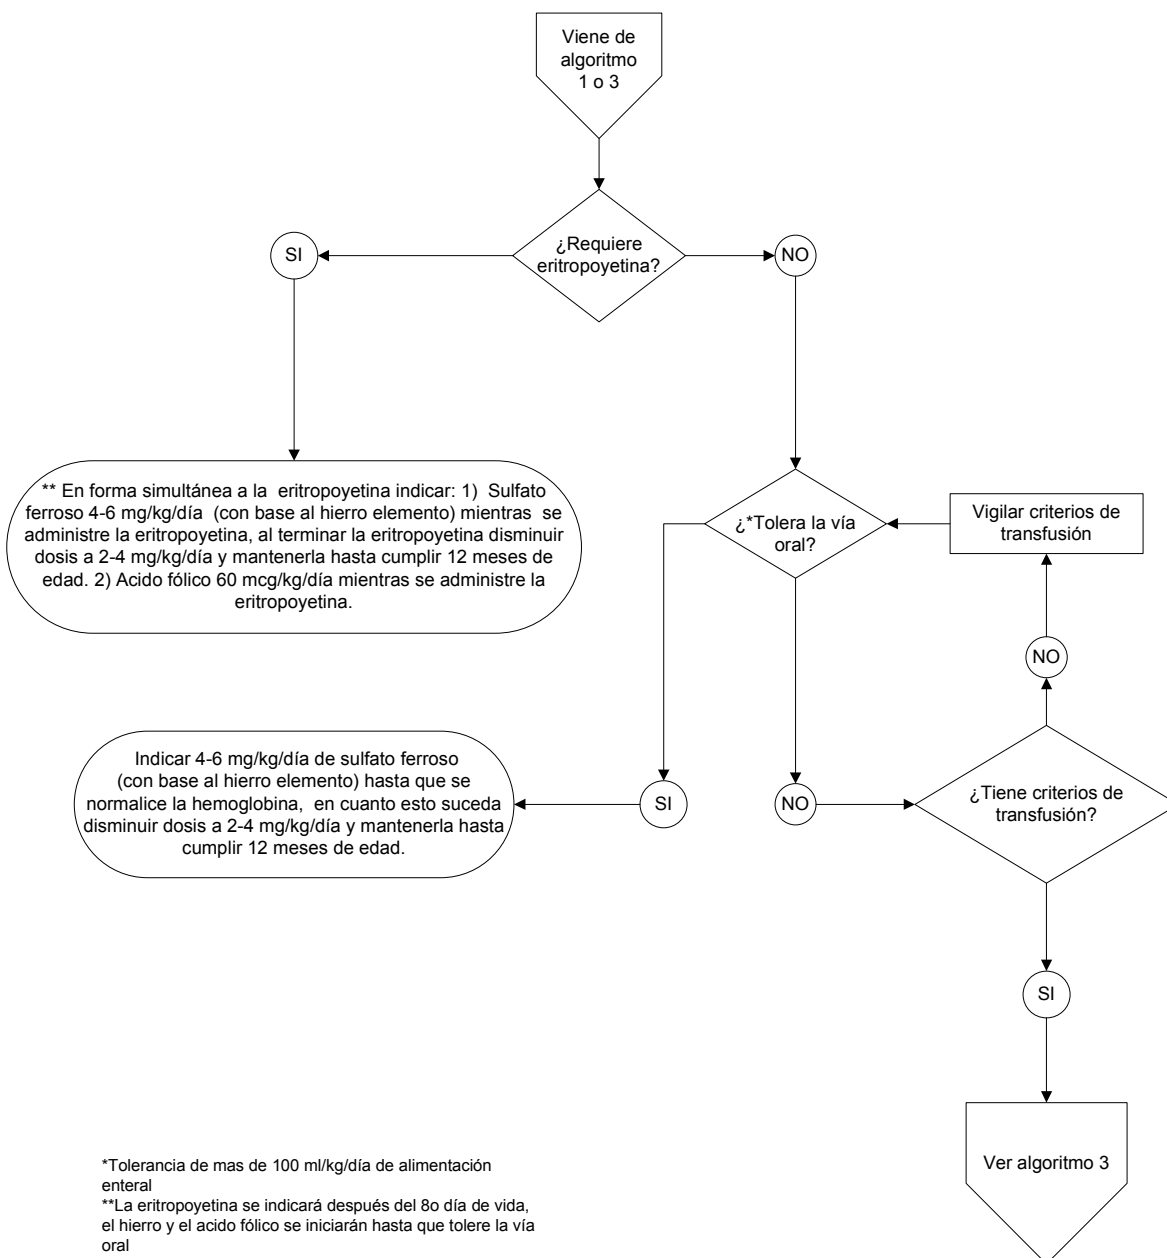 Viene de
algoritmo
1 o 3
¿Requiere
eritropoyetina?
SI
NO
** En forma simultánea a la eritropoyetina indicar: 1) Sulfato
ferroso 4-6 mg/kg/día (con base al hierro elemento) mientras se
administre la eritropoyetina, al terminar la eritropoyetina disminuir
dosis a 2-4 mg/kg/día y mantenerla hasta cumplir 12 meses de
edad. 2) Acido fólico 60 mcg/kg/día mientras se administre la
eritropoyetina.
¿*Tolera la vía
oral?
Vigilar criterios de
transfusión
NO
Indicar 4-6 mg/kg/día de sulfato ferroso
(con base al hierro elemento) hasta que se
normalice la hemoglobina, en cuanto esto suceda
disminuir dosis a 2-4 mg/kg/día y mantenerla hasta
cumplir 12 meses de edad.
SI
NO
¿Tiene criterios de
transfusión?
SI
Ver algoritmo 3
*Tolerancia de mas de 100 ml/kg/día de alimentación
enteral
**La eritropoyetina se indicará después del 8o día de vida,
el hierro y el acido fólico se iniciarán hasta que tolere la vía
oral